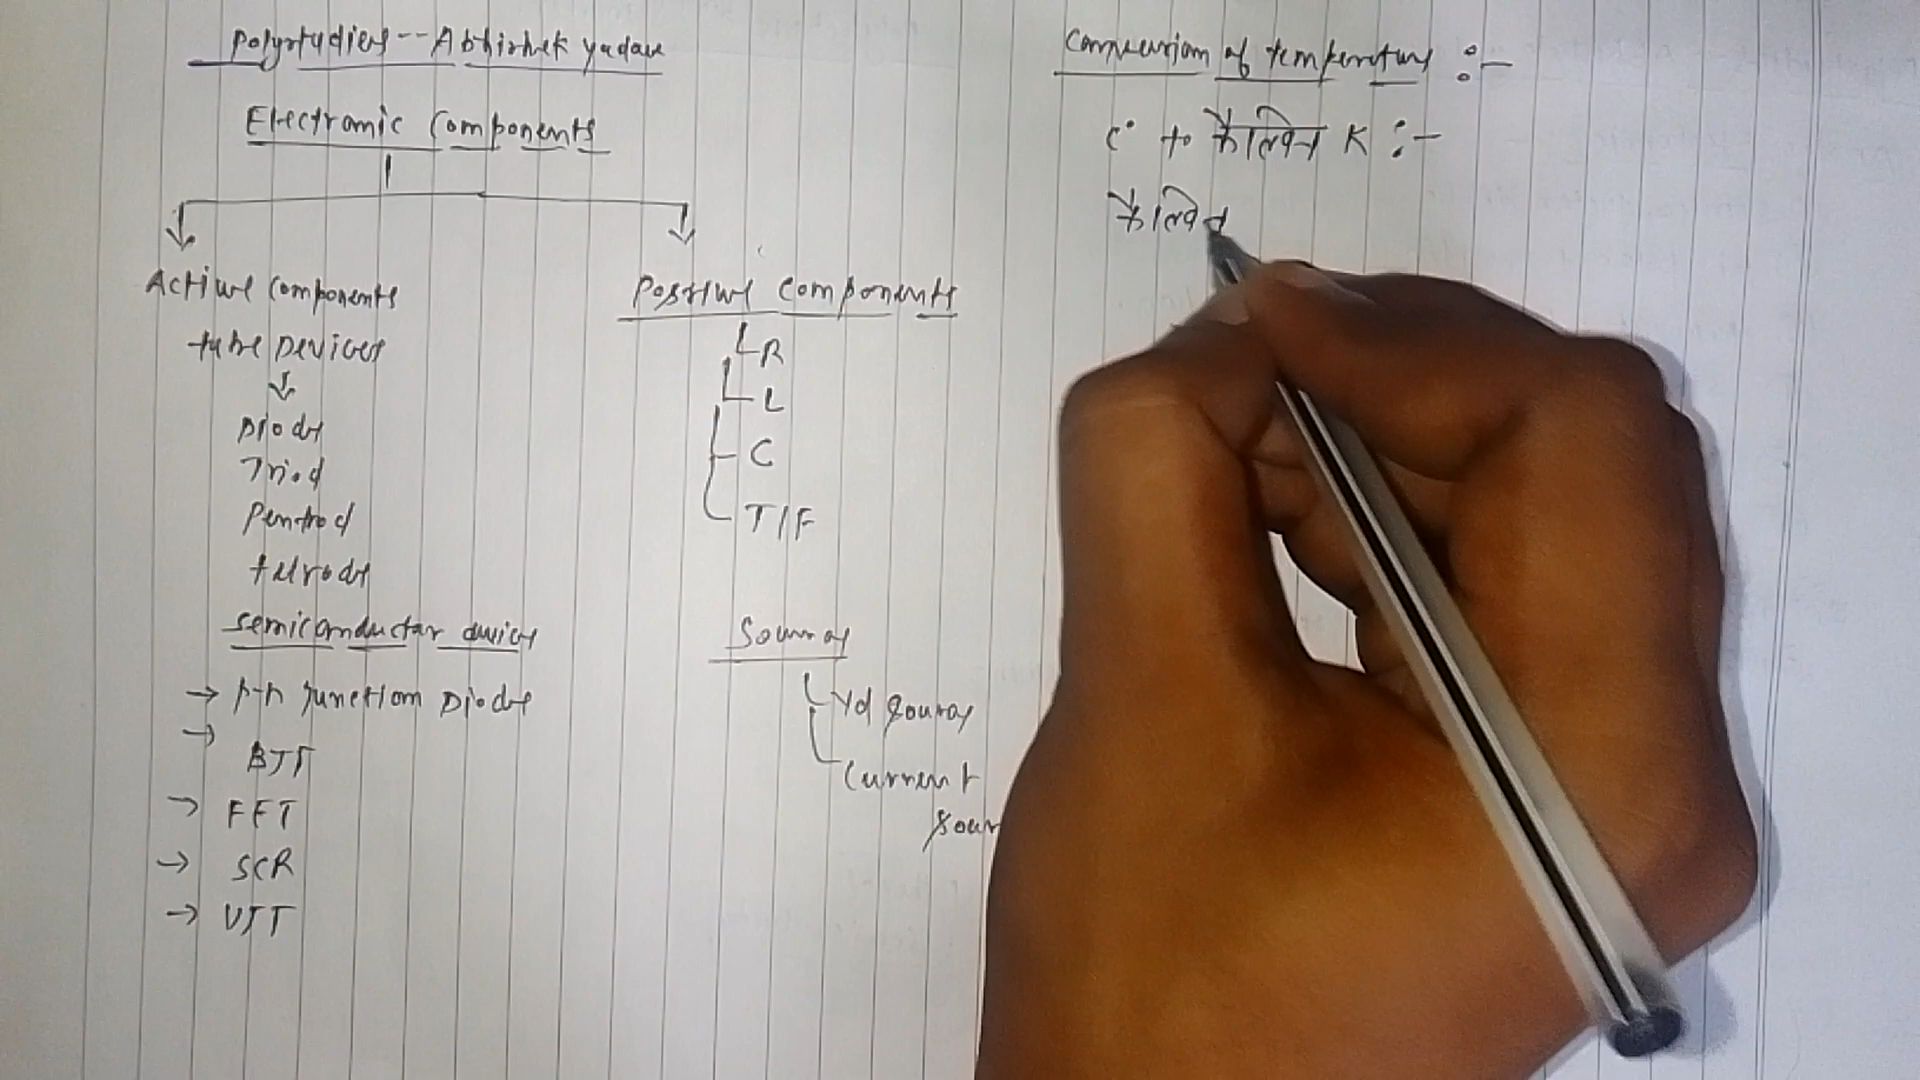 Polystudies--Abhishek yadav
Electronic Components
Active Components
tube Devices
Diode
Triod
Pentrod
tetrode
semiconductar device
→ P-n Junction Diode
→ BJT
→ FET
→ SCR
→ UJT
Passive Components
R
L
C
T/F
Source
Vd source
Current
sour
Conversion of temperature :-
C° to कैल्विन K :-
कैल्विन